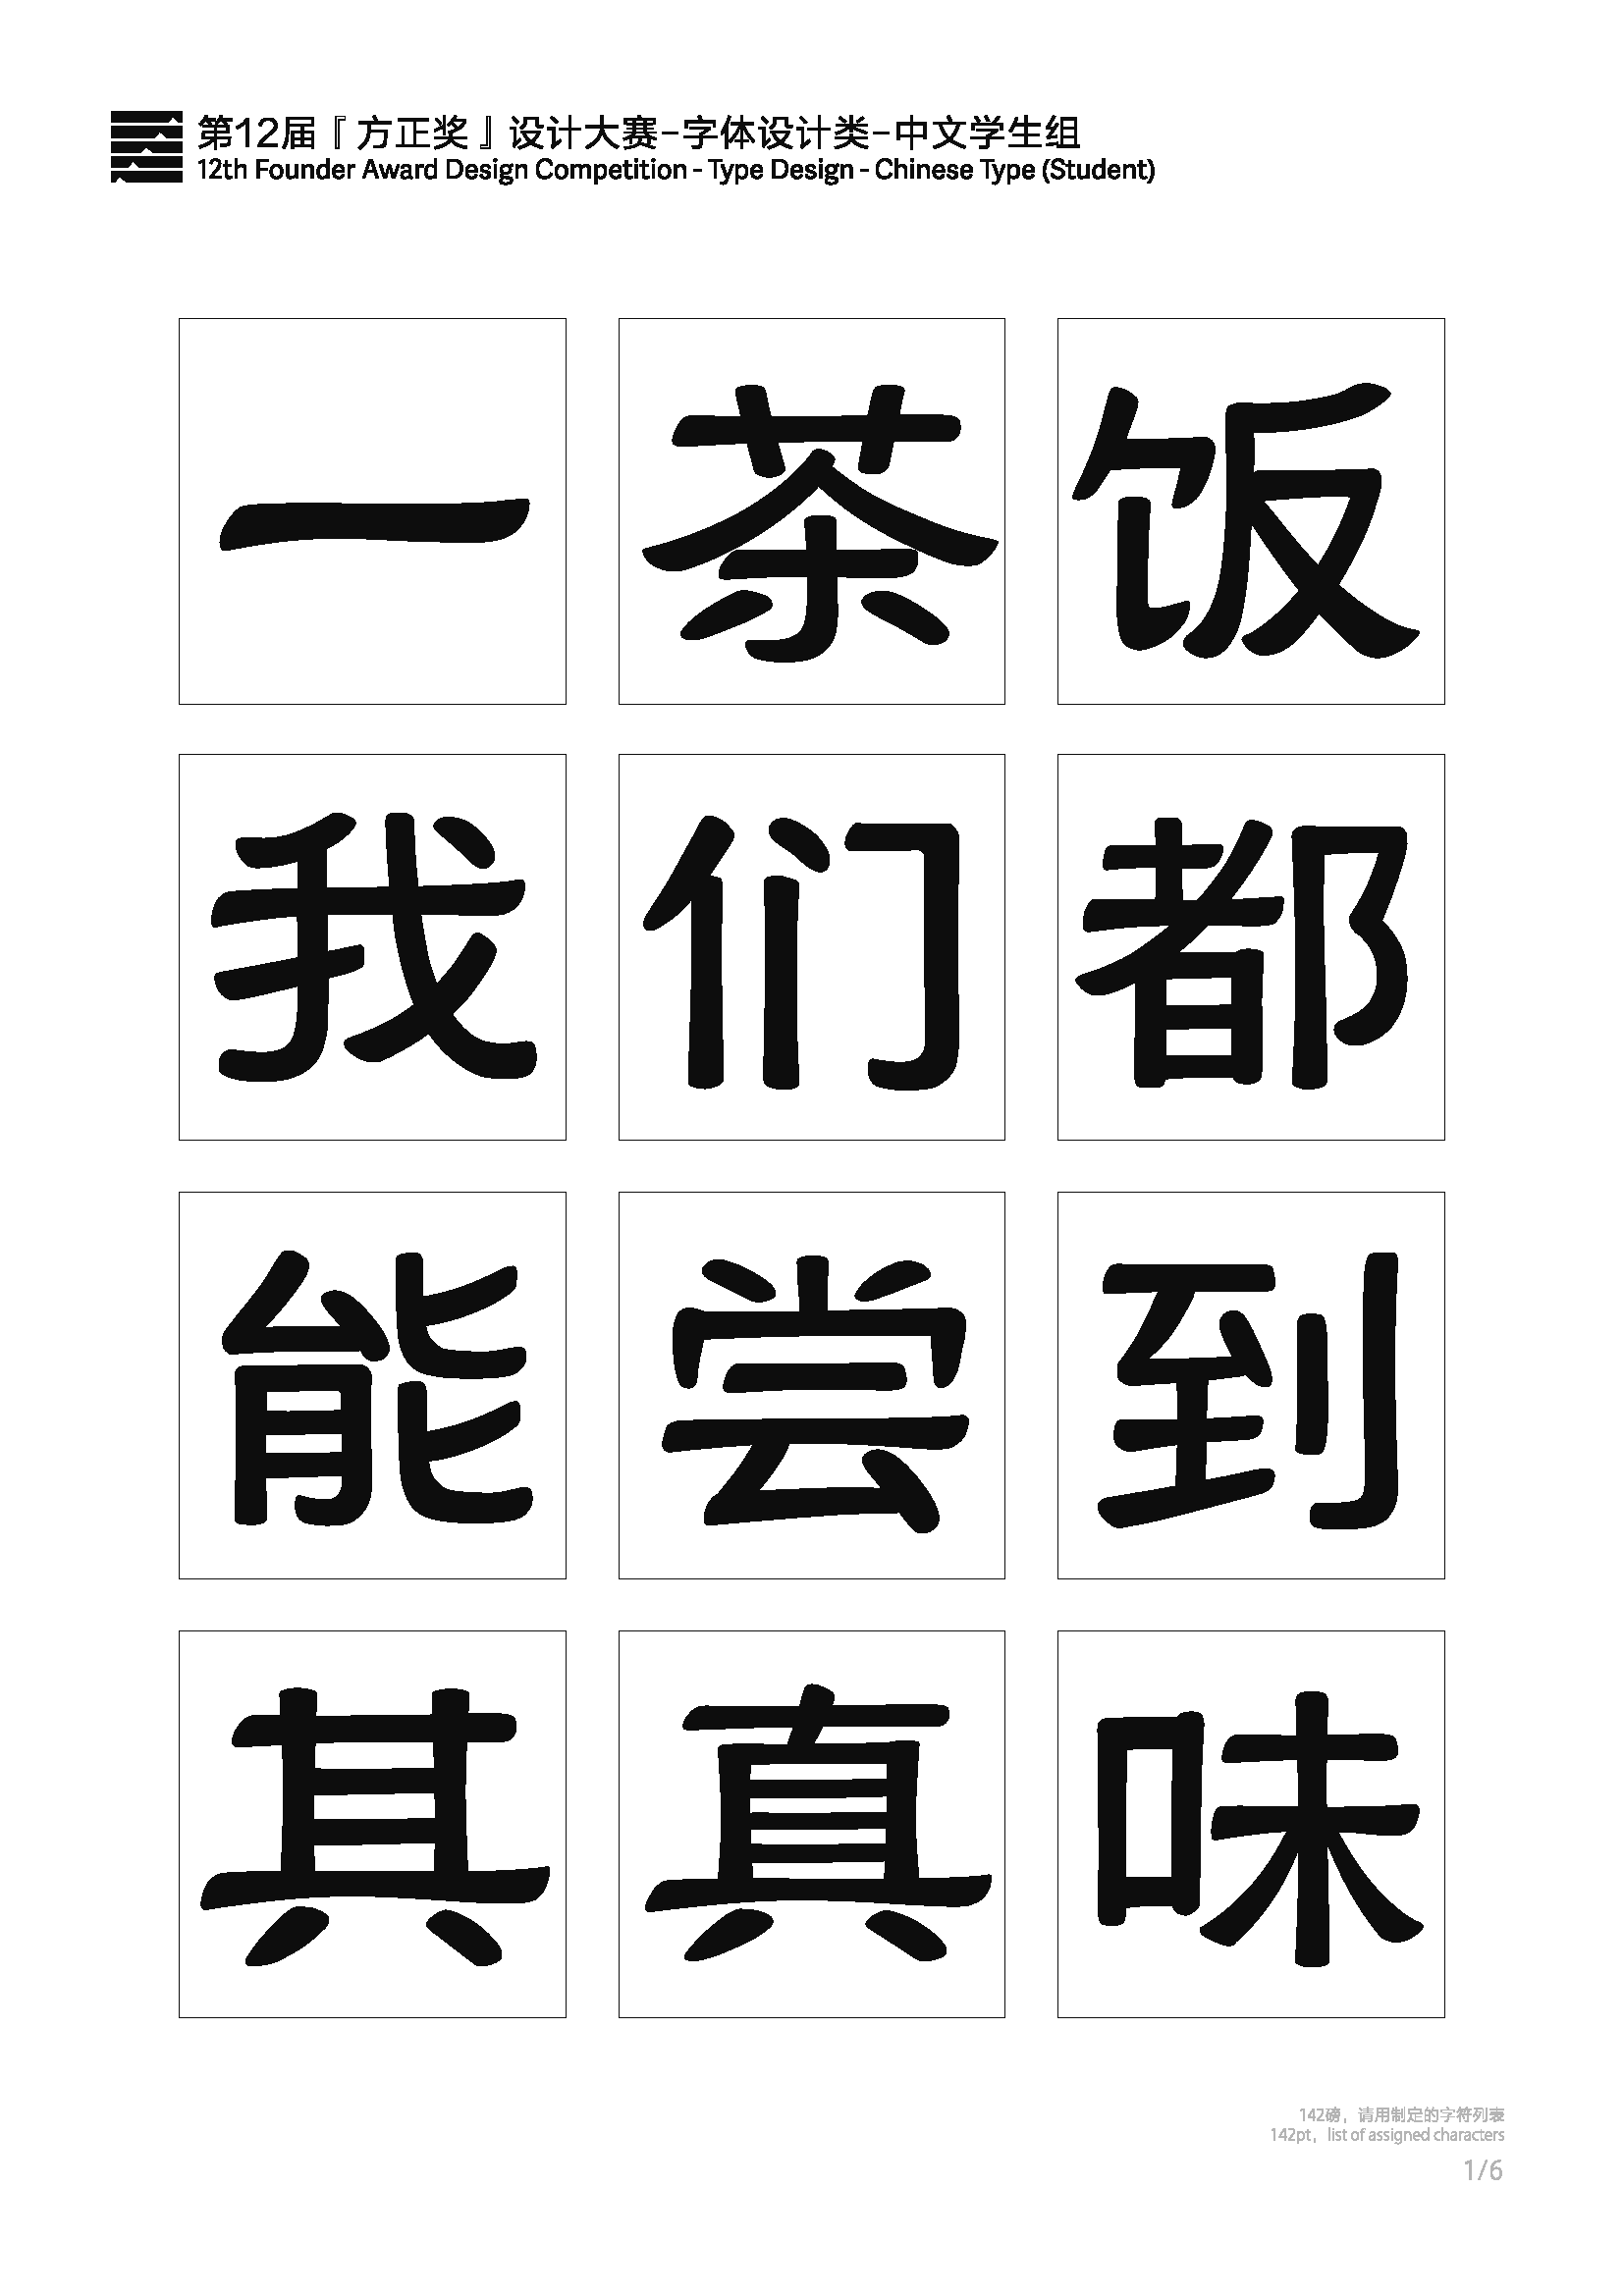 第12届『方正奖』设计大赛-字体设计类-中文学生组
12th Founder Award Design Competition - Type Design - Chinese Type (Student)
一茶饭
我们都
能尝到
其真味
142磅，请用制定的字符列表
142pt，list of assigned characters
1/6